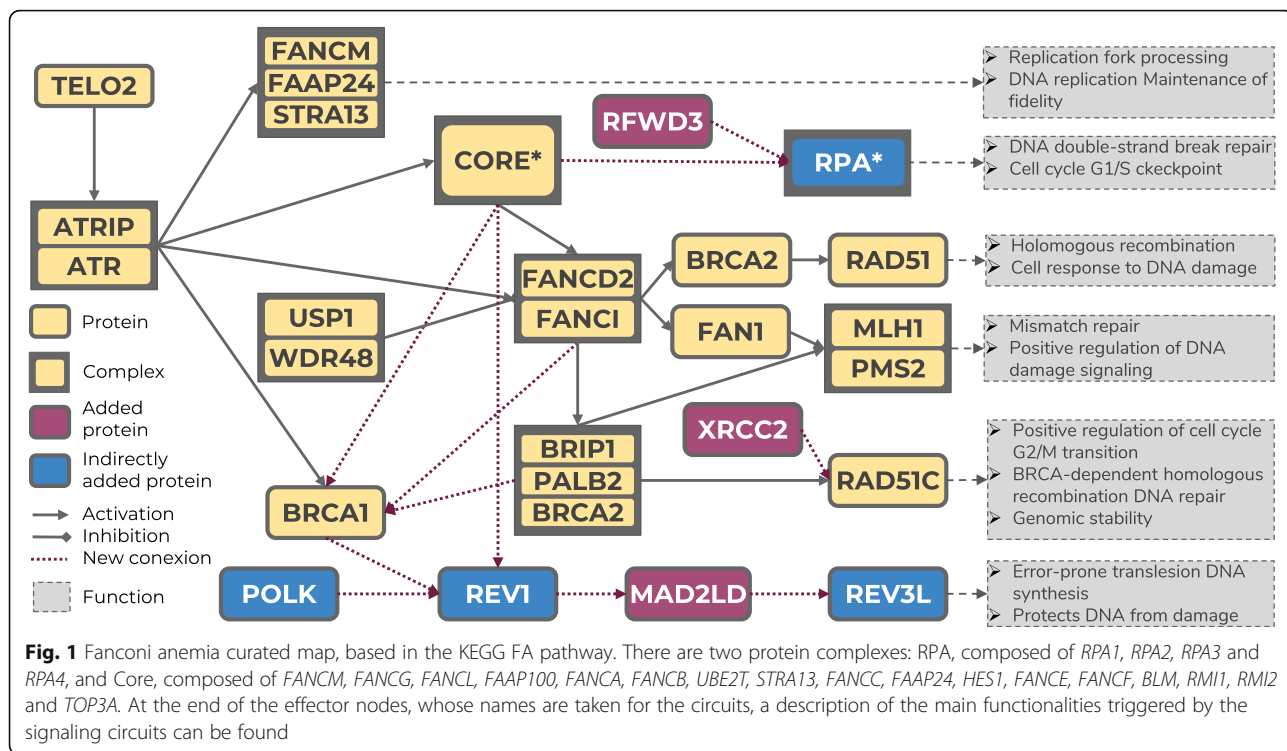 TELO2
FANCM
FAAP24
STRA13
➢ Replication fork processing
➢ DNA replication Maintenance of
fidelity
RFWD3
CORE*
RPA*
➢ DNA double-strand break repair
➢ Cell cycle G1/S ckeckpoint
ATRIP
ATR
FANCD2
FANCI
BRCA2
RAD51
➢ Holomogous recombination
➢ Cell response to DNA damage
USP1
WDR48
FAN1
MLH1
PMS2
➢ Mismatch repair
➢ Positive regulation of DNA
damage signaling
Protein
Complex
Added
protein
Indirectly
added protein
Activation
Inhibition
New conexion
Function
XRCC2
BRIP1
PALB2
BRCA2
RAD51C
➢ Positive regulation of cell cycle
G2/M transition
➢ BRCA-dependent homologous
recombination DNA repair
➢ Genomic stability
BRCA1
POLK
REV1
MAD2LD
REV3L
➢ Error-prone translesion DNA
synthesis
➢ Protects DNA from damage
Fig. 1 Fanconi anemia curated map, based in the KEGG FA pathway. There are two protein complexes: RPA, composed of RPA1, RPA2, RPA3 and
RPA4, and Core, composed of FANCM, FANCG, FANCL, FAAP100, FANCA, FANCB, UBE2T, STRA13, FANCC, FAAP24, HES1, FANCE, FANCF, BLM, RMI1, RMI2
and TOP3A. At the end of the effector nodes, whose names are taken for the circuits, a description of the main functionalities triggered by the
signaling circuits can be found